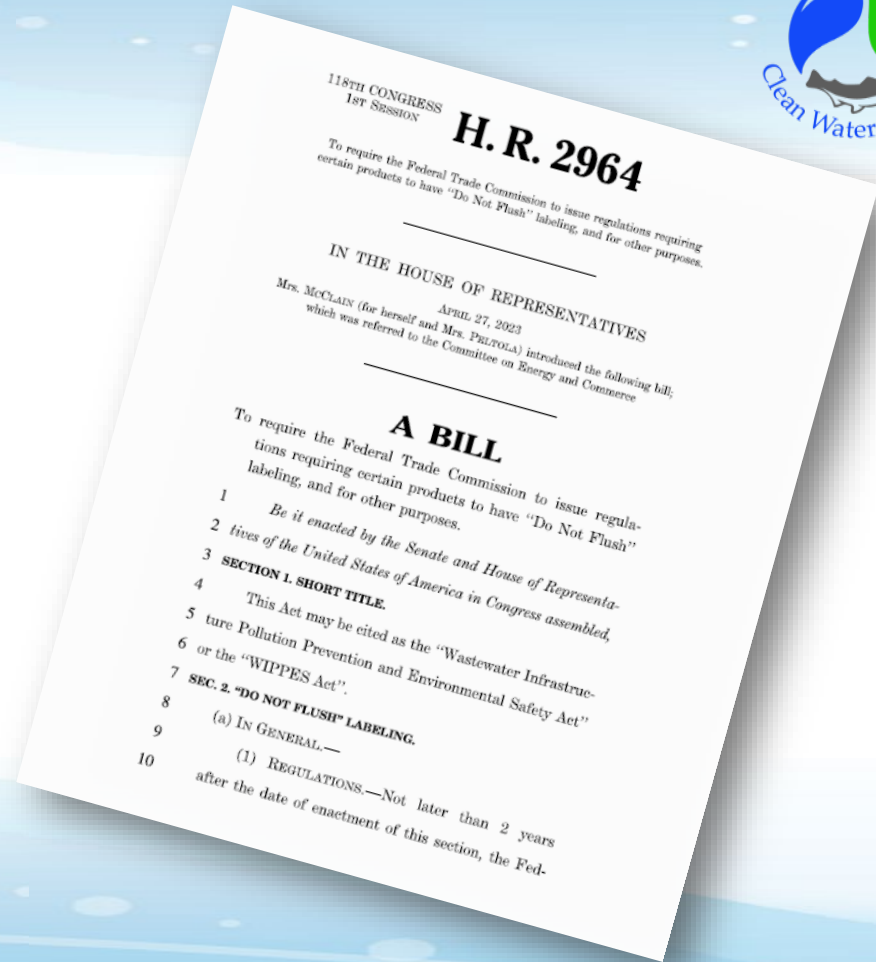 Clean Water
118TH CONGRESS
1ST SESSION
H. R. 2964
To require the Federal Trade Commission to issue regulations requiring
certain products to have “Do Not Flush” labeling, and for other purposes.
IN THE HOUSE OF REPRESENTATIVES
APRIL 27, 2023
Mrs. MCCLAIN (for herself and Mrs. PELTOLA) introduced the following bill;
which was referred to the Committee on Energy and Commerce
A BILL
To require the Federal Trade Commission to issue regula-
tions requiring certain products to have “Do Not Flush”
labeling, and for other purposes.
1 Be it enacted by the Senate and House of Representa-
2 tives of the United States of America in Congress assembled,
3 SECTION 1. SHORT TITLE.
4 This Act may be cited as the “Wastewater Infrastruc-
5 ture Pollution Prevention and Environmental Safety Act”
6 or the “WIPPES Act”.
7 SEC. 2. “DO NOT FLUSH” LABELING.
8 (a) IN GENERAL.—
9 (1) REGULATIONS.—Not later than 2 years
10 after the date of enactment of this section, the Fed-